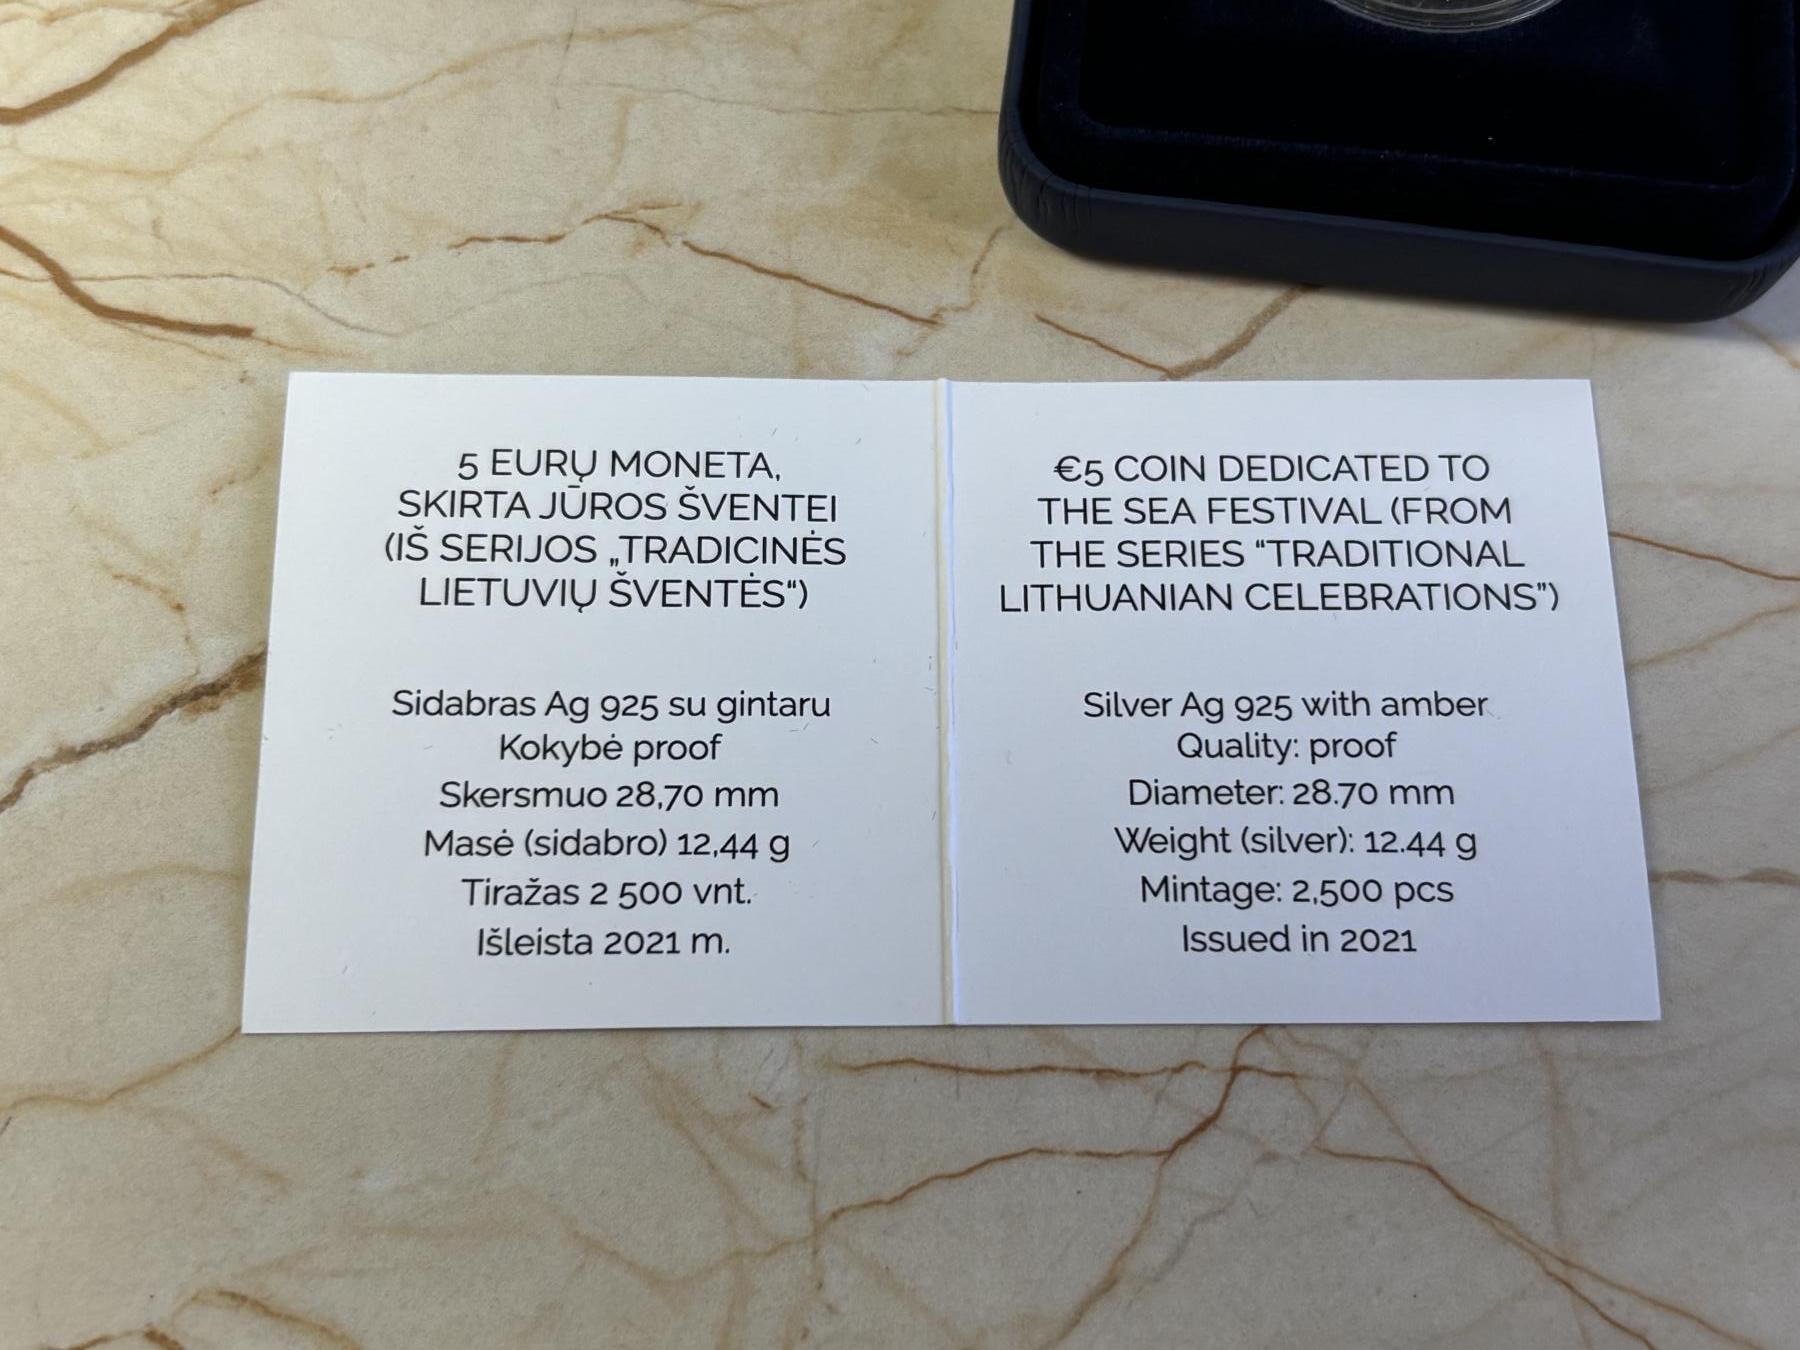 5 EURŲ MONETA,
SKIRTA JŪROS ŠVENTEI
(IŠ SERIJOS „TRADICINĖS
LIETUVIŲ ŠVENTĖS“)
Sidabras Ag 925 su gintaru
Kokybė proof
Skersmuo 28,70 mm
Masė (sidabro) 12,44 g
Tiražas 2 500 vnt.
Išleista 2021 m.
€5 COIN DEDICATED TO
THE SEA FESTIVAL (FROM
THE SERIES “TRADITIONAL
LITHUANIAN CELEBRATIONS”)
Silver Ag 925 with amber
Quality: proof
Diameter: 28.70 mm
Weight (silver): 12.44 g
Mintage: 2,500 pcs
Issued in 2021